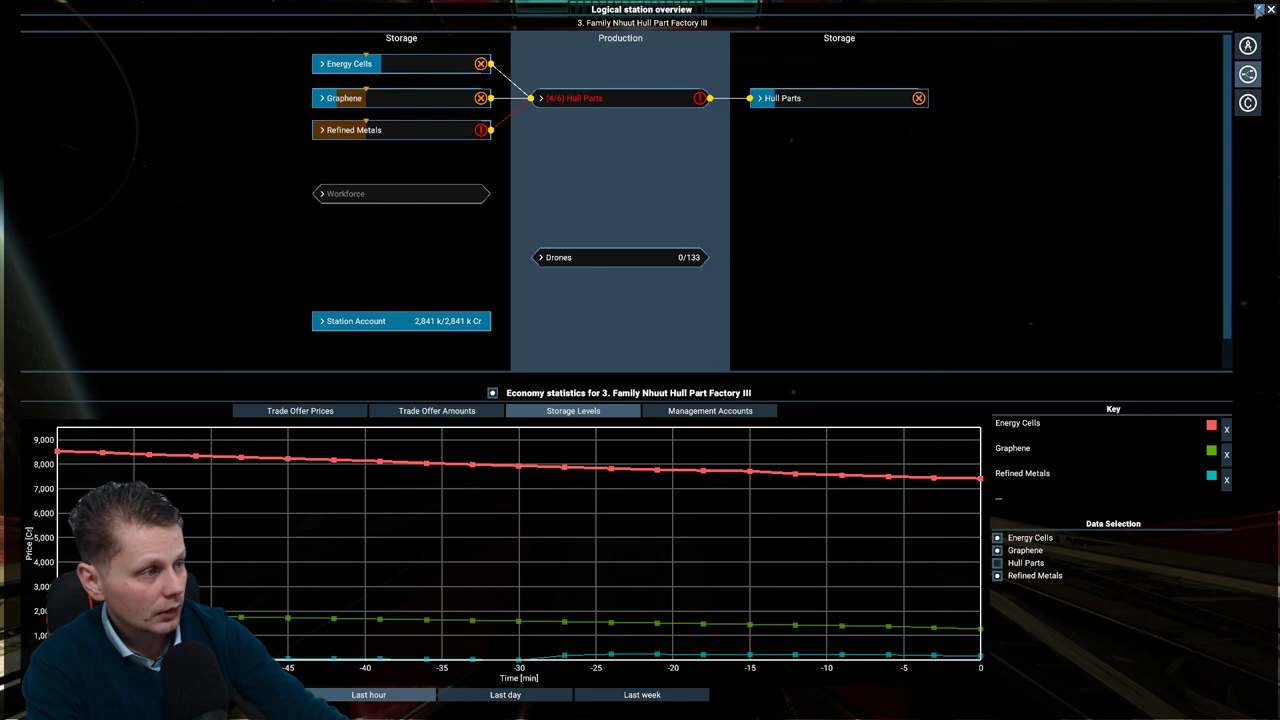 Logical station overview
3. Family Nhuut Hull Part Factory III
Storage
Production
Storage
Energy Cells
Graphene
(4/6) Hull Parts
Hull Parts
Refined Metals
Workforce
Drones 0/133
Station Account 2,841 k/2,841 k Cr
Economy statistics for 3. Family Nhuut Hull Part Factory III
Trade Offer Prices
Trade Offer Amounts
Storage Levels
Management Accounts
Key
Energy Cells X
Graphene X
Refined Metals X
Data Selection
Energy Cells
Graphene
Hull Parts
Refined Metals
Price [Cr]
9,000
8,000
7,000
6,000
5,000
4,000
-45 -40 -35 -30 -25 -20 -15 -10 -5 0
Time [min]
Last hour
Last day
Last week